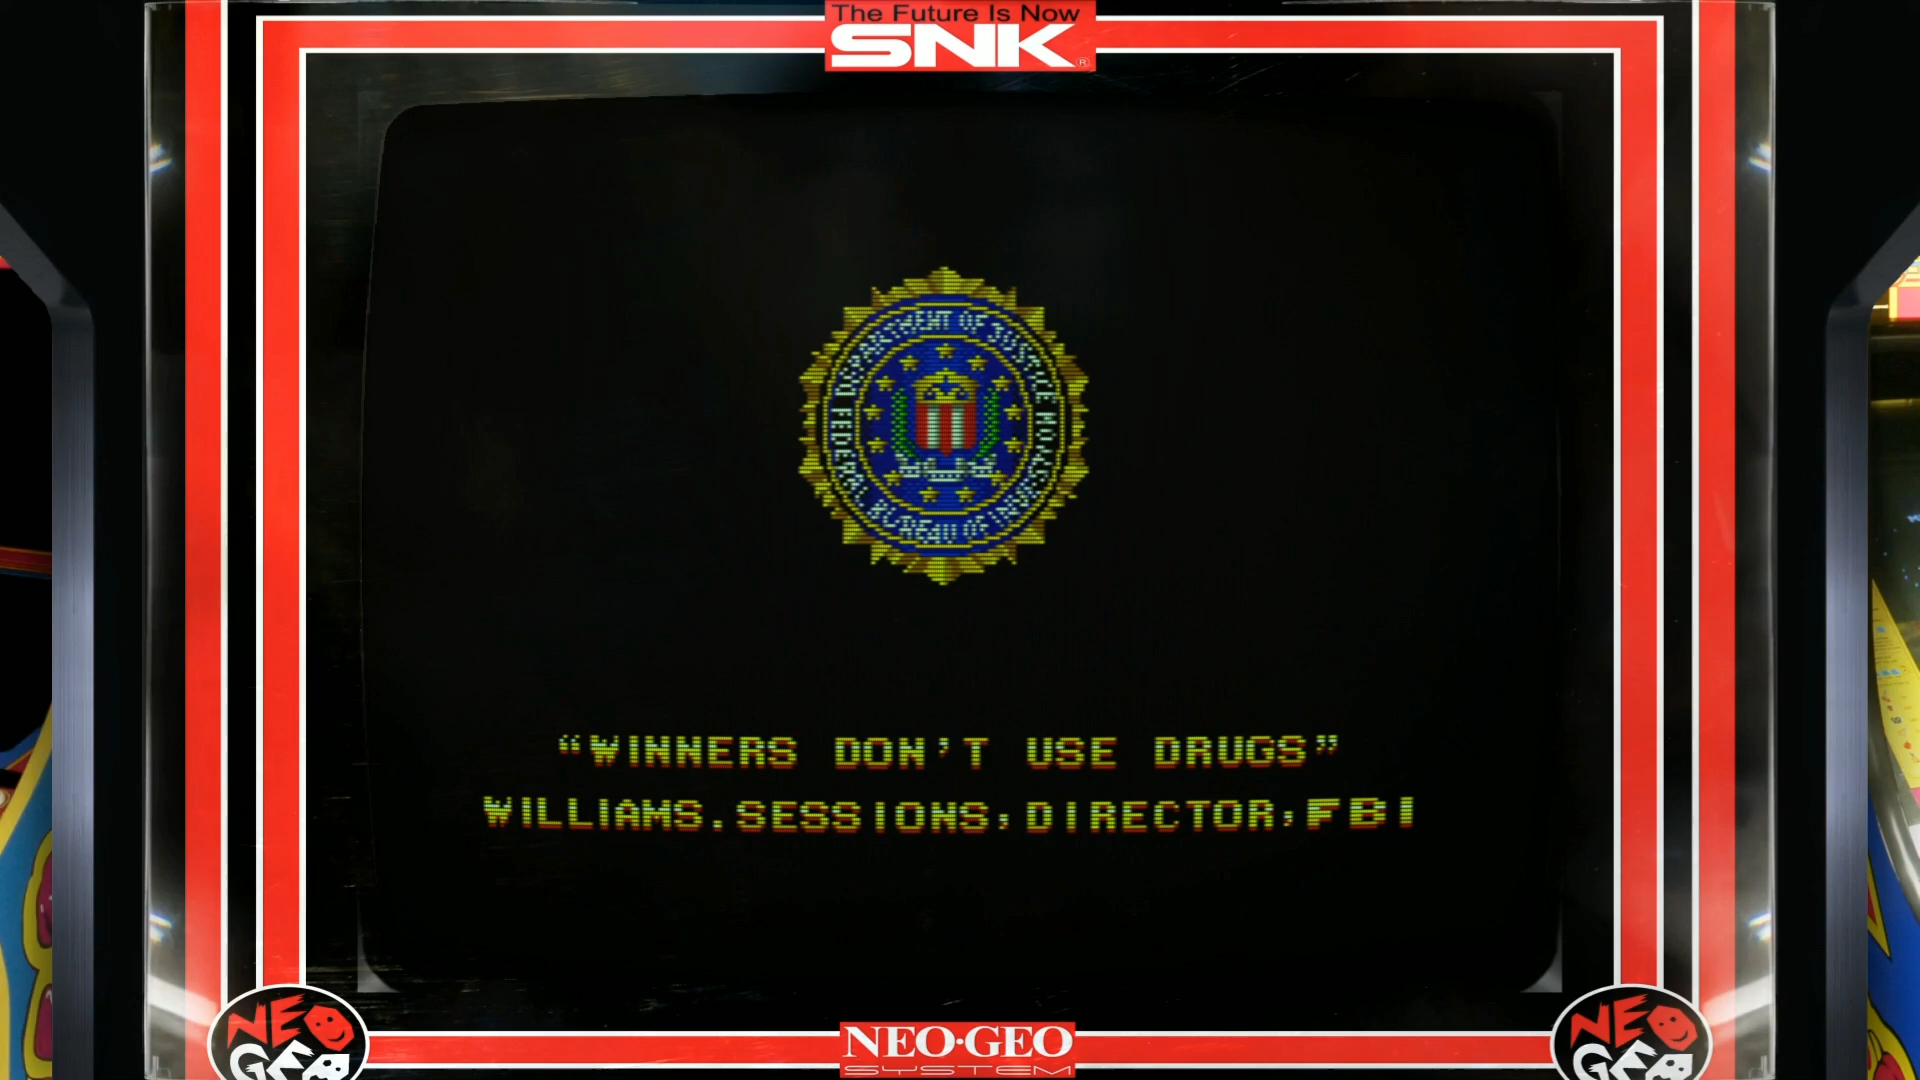 The Future Is Now
SNK®
DEPARTMENT OF JUSTICE
FEDERAL BUREAU OF
“WINNERS DON'T USE DRUGS”
WILLIAMS.SESSIONS,DIRECTOR,FBI
NEO GEO
NEO·GEO
SYSTEM
NEO GEO